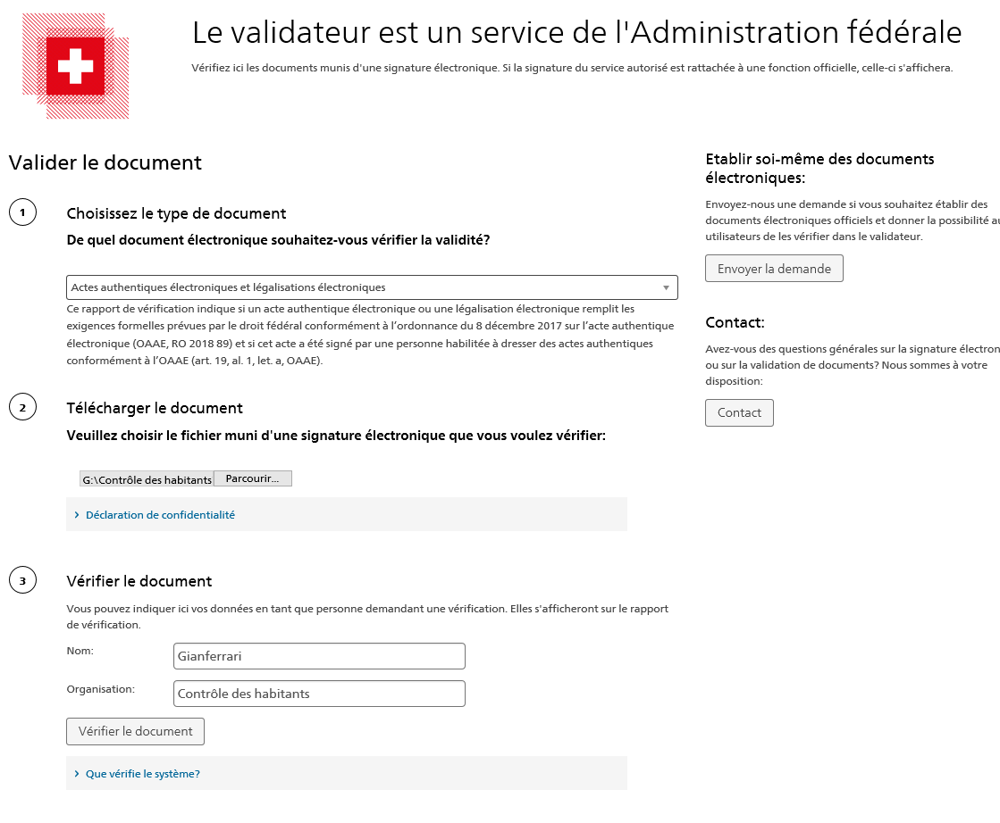 Le validateur est un service de l'Administration fédérale
Vérifiez ici les documents munis d'une signature électronique. Si la signature du service autorisé est rattachée à une fonction officielle, celle-ci s'affichera.
Valider le document
1
Choisissez le type de document
De quel document électronique souhaitez-vous vérifier la validité?
Actes authentiques électroniques et légalisations électroniques
Ce rapport de vérification indique si un acte authentique électronique ou une légalisation électronique remplit les
exigences formelles prévues par le droit fédéral conformément à l’ordonnance du 8 décembre 2017 sur l’acte authentique
électronique (OAAE, RO 2018 89) et si cet acte a été signé par une personne habilitée à dresser des actes authentiques
conformément à l’OAAE (art. 19, al. 1, let. a, OAAE).
2
Télécharger le document
Veuillez choisir le fichier muni d'une signature électronique que vous voulez vérifier:
G:\Contrôle des habitants Parcourir...
Déclaration de confidentialité
3
Vérifier le document
Vous pouvez indiquer ici vos données en tant que personne demandant une vérification. Elles s'afficheront sur le rapport
de vérification.
Nom: Gianferrari
Organisation: Contrôle des habitants
Vérifier le document
Que vérifie le système?
Etablir soi-même des documents
électroniques:
Envoyez-nous une demande si vous souhaitez établir des
documents électroniques officiels et donner la possibilité
utilisateurs de les vérifier dans le validateur.
Envoyer la demande
Contact:
Avez-vous des questions générales sur la signature
ou sur la validation de documents? Nous sommes à votre
disposition:
Contact